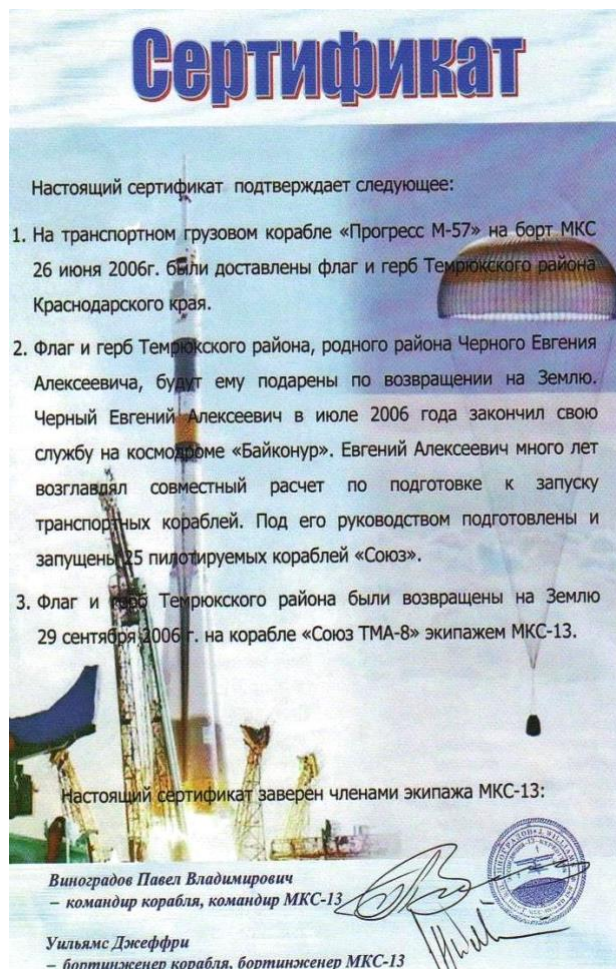 Сертификат
Настоящий сертификат подтверждает следующее:
1. На транспортном грузовом корабле «Прогресс М-57» на борт МКС
26 июня 2006г. были доставлены флаг и герб Темрюкского района
Краснодарского края.
2. Флаг и герб Темрюкского района, родного района Черного Евгения
Алексеевича, будут ему подарены по возвращении на Землю.
Черный Евгений Алексеевич в июле 2006 года закончил свою
службу на космодроме «Байконур». Евгений Алексеевич много лет
возглавлял совместный расчет по подготовке к запуску
транспортных кораблей. Под его руководством подготовлены и
запущены 25 пилотируемых кораблей «Союз».
3. Флаг и герб Темрюкского района были возвращены на Землю
29 сентября 2006 г. на корабле «Союз ТМА-8» экипажем МКС-13.
Настоящий сертификат заверен членами экипажа МКС-13:
Виноградов Павел Владимирович
– командир корабля, командир МКС-13
Уильямс Джеффри
– бортинженер корабля, бортинженер МКС-13